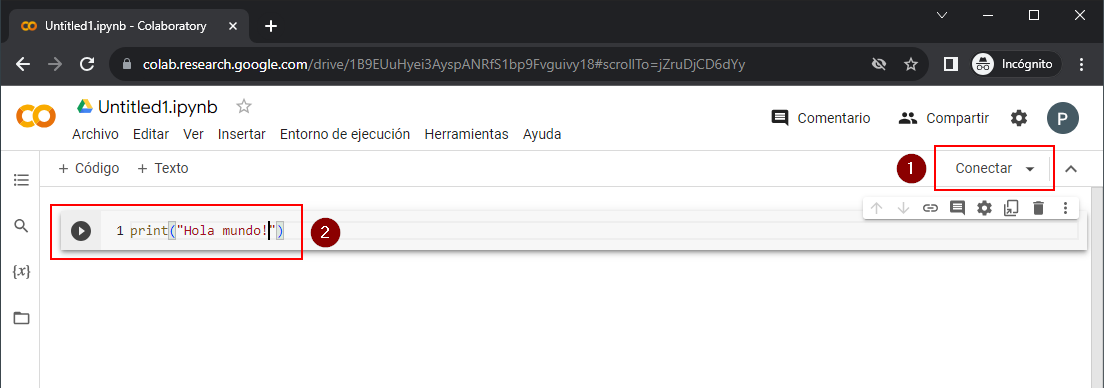 Untitled1.ipynb - Colaboratory
colab.research.google.com/drive/1B9EUuHyei3AyspANRfS1bp9Fvguivy18#scrollTo=jZruDjCD6dYy
Incógnito
Untitled1.ipynb
Comentario
Compartir
P
Archivo Editar Ver Insertar Entorno de ejecución Herramientas Ayuda
+ Código + Texto
1
Conectar
1 print("Hola mundo!")
2
{x}